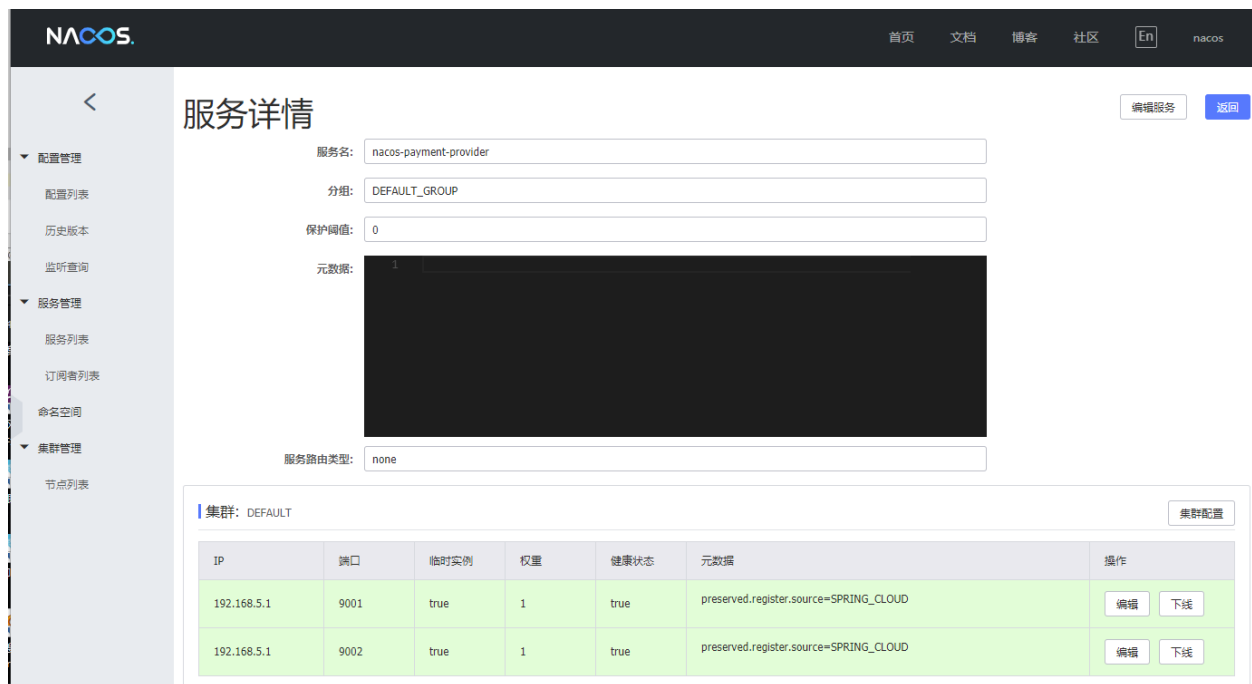 NACOS.
首页 文档 博客 社区 En nacos
服务详情
编辑服务 返回
配置管理
配置列表
历史版本
监听查询
服务管理
服务列表
订阅者列表
命名空间
集群管理
节点列表
服务名: nacos-payment-provider
分组: DEFAULT_GROUP
保护阈值: 0
元数据: 1
服务路由类型: none
集群: DEFAULT 集群配置
IP 端口 临时实例 权重 健康状态 元数据 操作
192.168.5.1 9001 true 1 true preserved.register.source=SPRING_CLOUD 编辑 下线
192.168.5.1 9002 true 1 true preserved.register.source=SPRING_CLOUD 编辑 下线